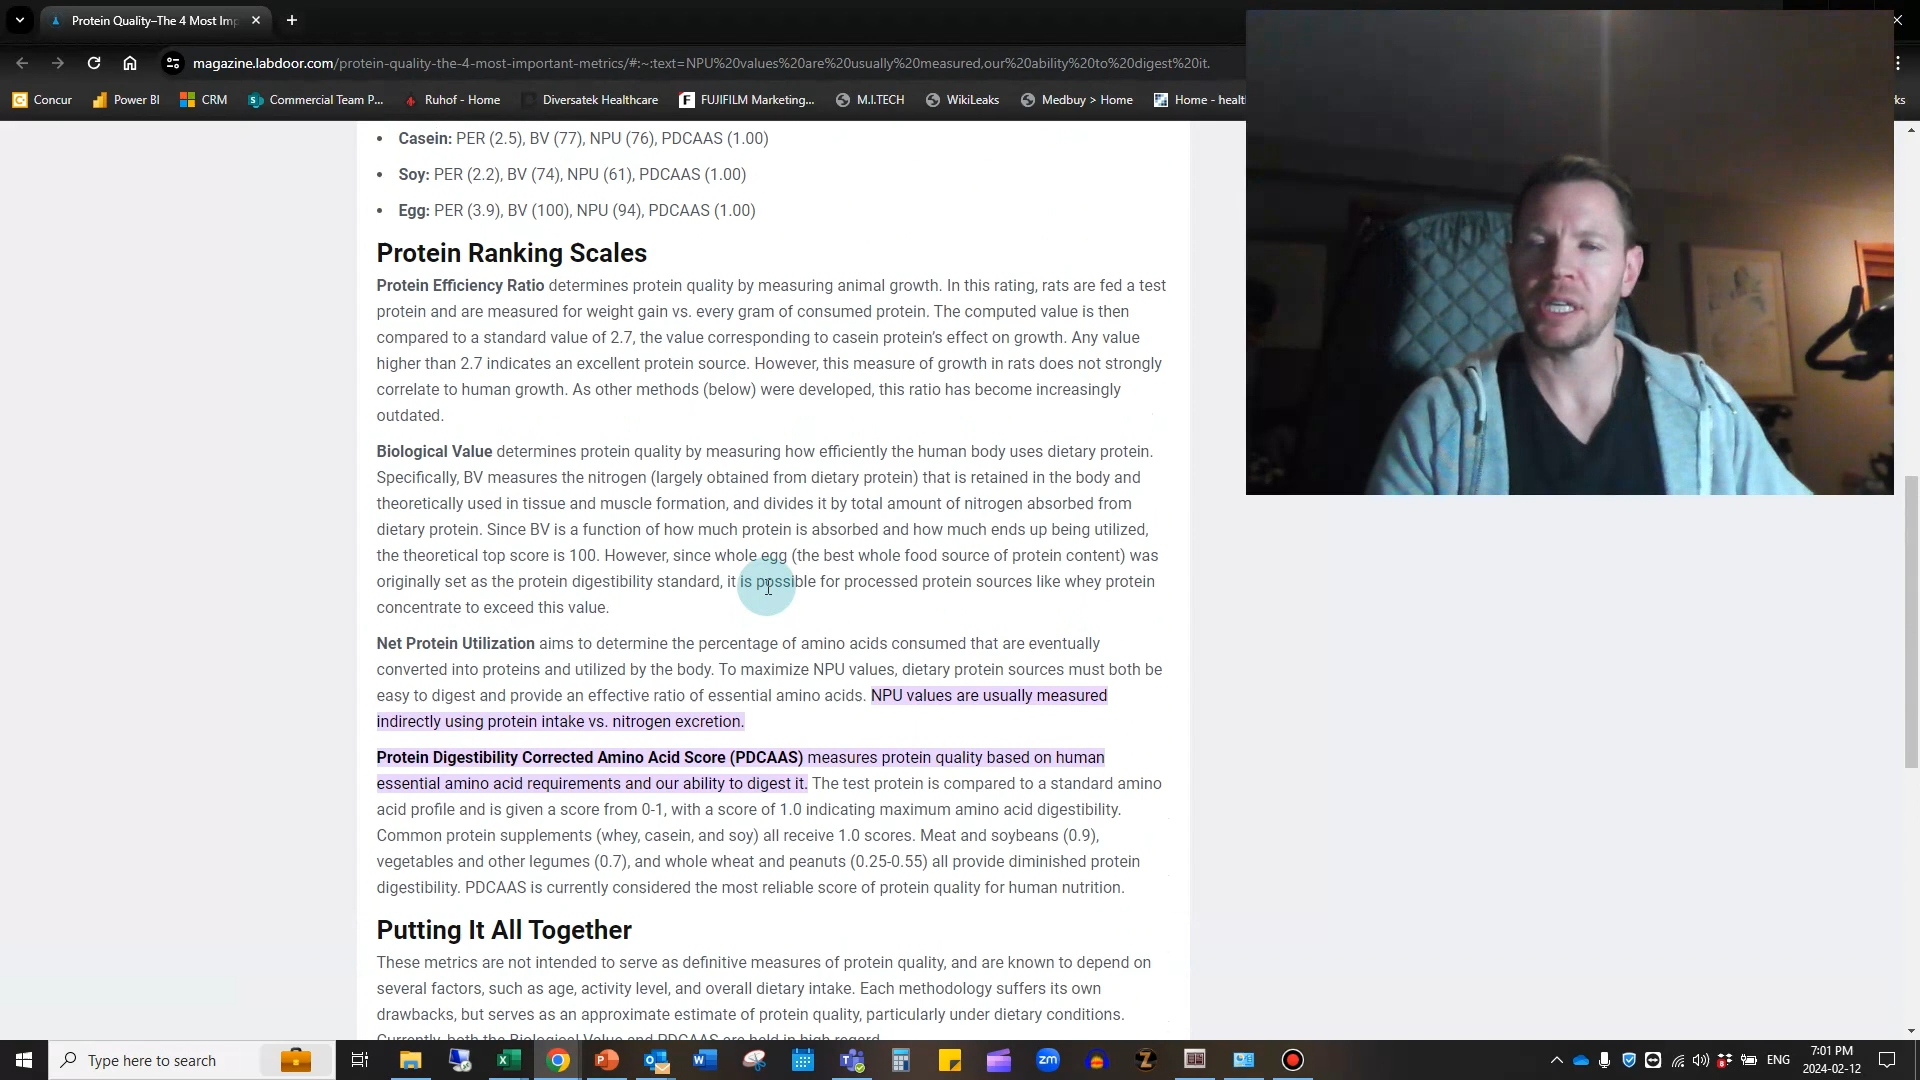 Protein Quality–The 4 Most Imp
magazine.labdoor.com/protein-quality-the-4-most-important-metrics/#:~:text=NPU%20values%20are%20usually%20measured,our%20ability%20to%20digest%20it.
Concur Power BI CRM Commercial Team P... Ruhof - Home Diversatek Healthcare FUJIFILM Marketing... M.I.TECH WikiLeaks Medbuy > Home Home - healt ks
• Casein: PER (2.5), BV (77), NPU (76), PDCAAS (1.00)
• Soy: PER (2.2), BV (74), NPU (61), PDCAAS (1.00)
• Egg: PER (3.9), BV (100), NPU (94), PDCAAS (1.00)
Protein Ranking Scales
Protein Efficiency Ratio determines protein quality by measuring animal growth. In this rating, rats are fed a test
protein and are measured for weight gain vs. every gram of consumed protein. The computed value is then
compared to a standard value of 2.7, the value corresponding to casein protein's effect on growth. Any value
higher than 2.7 indicates an excellent protein source. However, this measure of growth in rats does not strongly
correlate to human growth. As other methods (below) were developed, this ratio has become increasingly
outdated.
Biological Value determines protein quality by measuring how efficiently the human body uses dietary protein.
Specifically, BV measures the nitrogen (largely obtained from dietary protein) that is retained in the body and
theoretically used in tissue and muscle formation, and divides it by total amount of nitrogen absorbed from
dietary protein. Since BV is a function of how much protein is absorbed and how much ends up being utilized,
the theoretical top score is 100. However, since whole egg (the best whole food source of protein content) was
originally set as the protein digestibility standard, it is possible for processed protein sources like whey protein
concentrate to exceed this value.
Net Protein Utilization aims to determine the percentage of amino acids consumed that are eventually
converted into proteins and utilized by the body. To maximize NPU values, dietary protein sources must both be
easy to digest and provide an effective ratio of essential amino acids. NPU values are usually measured
indirectly using protein intake vs. nitrogen excretion.
Protein Digestibility Corrected Amino Acid Score (PDCAAS) measures protein quality based on human
essential amino acid requirements and our ability to digest it. The test protein is compared to a standard amino
acid profile and is given a score from 0-1, with a score of 1.0 indicating maximum amino acid digestibility.
Common protein supplements (whey, casein, and soy) all receive 1.0 scores. Meat and soybeans (0.9),
vegetables and other legumes (0.7), and whole wheat and peanuts (0.25-0.55) all provide diminished protein
digestibility. PDCAAS is currently considered the most reliable score of protein quality for human nutrition.
Putting It All Together
These metrics are not intended to serve as definitive measures of protein quality, and are known to depend on
several factors, such as age, activity level, and overall dietary intake. Each methodology suffers its own
drawbacks, but serves as an approximate estimate of protein quality, particularly under dietary conditions.
Currently, both the Biological Value and PDCAAS are held in high regard.
Type here to search
ENG
7:01 PM
2024-02-12